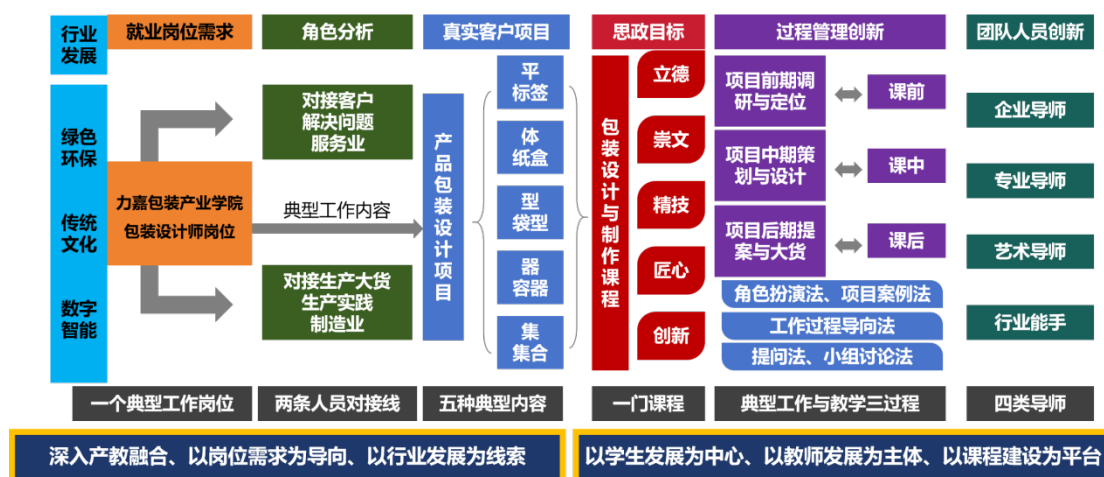 行业
发展
就业岗位需求
角色分析
真实客户项目
思政目标
过程管理创新
团队人员创新
绿色
环保
传统
文化
数字
智能
力嘉包装产业学院
包装设计师岗位
对接客户
解决问题
服务业
典型工作内容
对接生产大货
生产实践
制造业
产品包装设计项目
平
标签
体
纸盒
型
袋型
器
容器
集
集合
包装设计与制作课程
立德
崇文
精技
匠心
创新
项目前期调
研与定位
课前
项目中期策
划与设计
课中
项目后期提
案与大货
课后
角色扮演法、项目案例法
工作过程导向法
提问法、小组讨论法
企业导师
专业导师
艺术导师
行业能手
一个典型工作岗位
两条人员对接线
五种典型内容
一门课程
典型工作与教学三过程
四类导师
深入产教融合、以岗位需求为导向、以行业发展为线索
以学生发展为中心、以教师发展为主体、以课程建设为平台